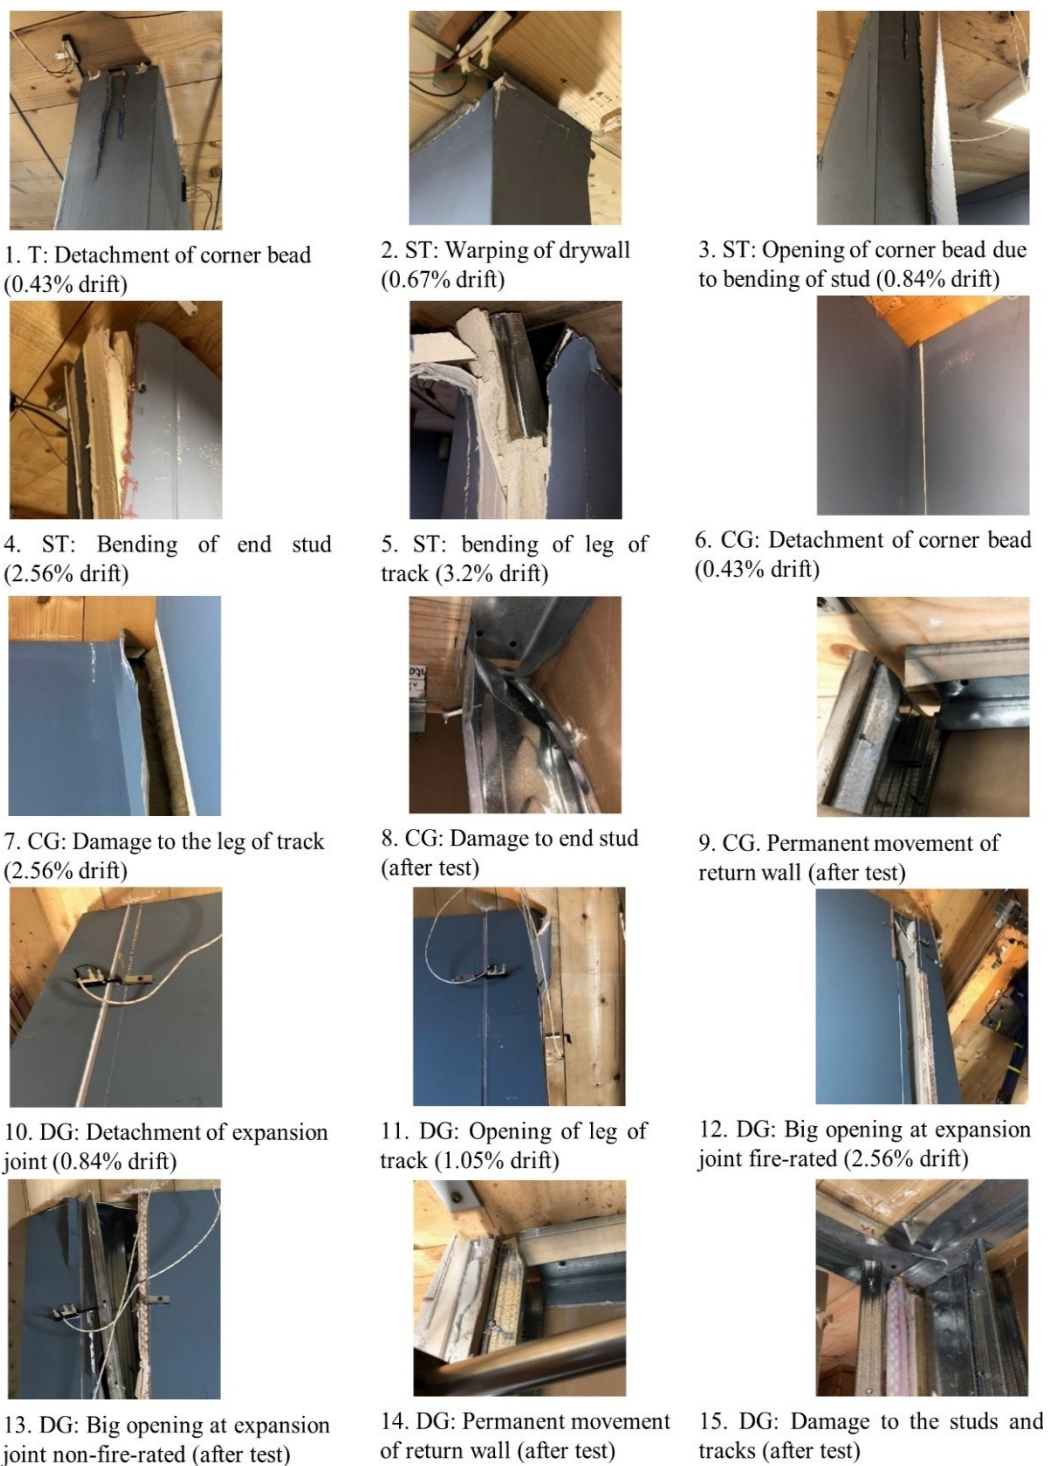 1. T: Detachment of corner bead
(0.43% drift)
2. ST: Warping of drywall
(0.67% drift)
3. ST: Opening of corner bead due
to bending of stud (0.84% drift)
4. ST: Bending of end stud
(2.56% drift)
5. ST: bending of leg of
track (3.2% drift)
6. CG: Detachment of corner bead
(0.43% drift)
7. CG: Damage to the leg of track
(2.56% drift)
8. CG: Damage to end stud
(after test)
9. CG. Permanent movement of
return wall (after test)
10. DG: Detachment of expansion
joint (0.84% drift)
11. DG: Opening of leg of
track (1.05% drift)
12. DG: Big opening at expansion
joint fire-rated (2.56% drift)
13. DG: Big opening at expansion
joint non-fire-rated (after test)
14. DG: Permanent movement
of return wall (after test)
15. DG: Damage to the studs and
tracks (after test)